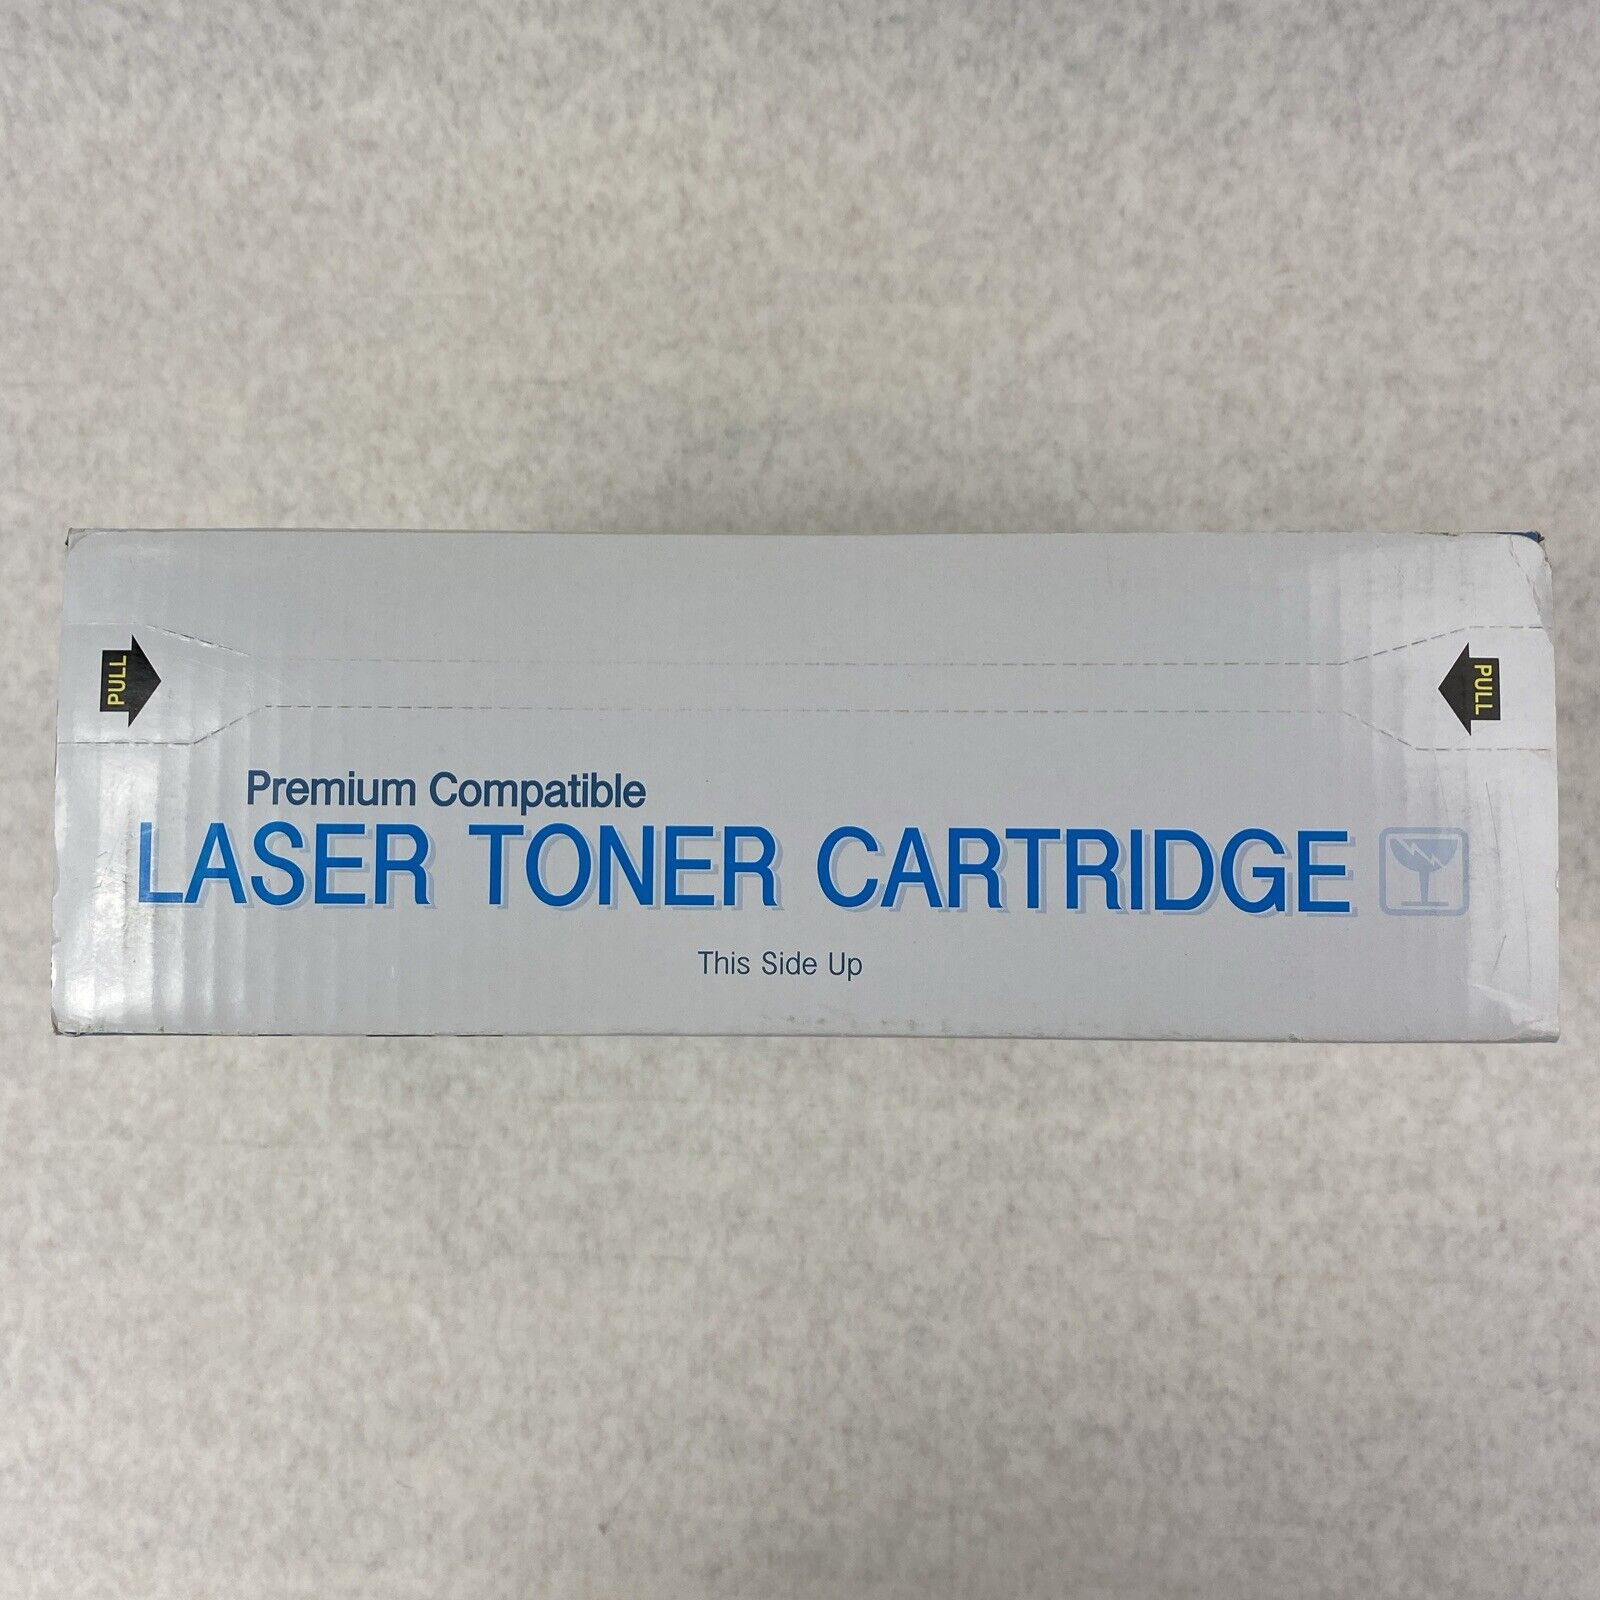 PULL
PULL
Premium Compatible
LASER TONER CARTRIDGE
This Side Up